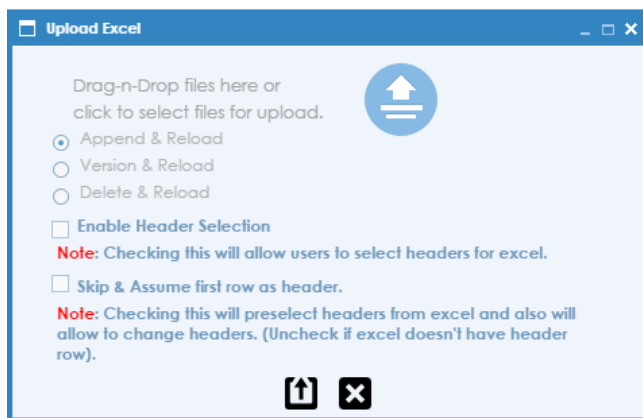 Upload Excel
Drag-n-Drop files here or
click to select files for upload.
Append & Reload
Version & Reload
Delete & Reload
Enable Header Selection
Note: Checking this will allow users to select headers for excel.
Skip & Assume first row as header.
Note: Checking this will preselect headers from excel and also will
allow to change headers. (Uncheck if excel doesn't have header
row).